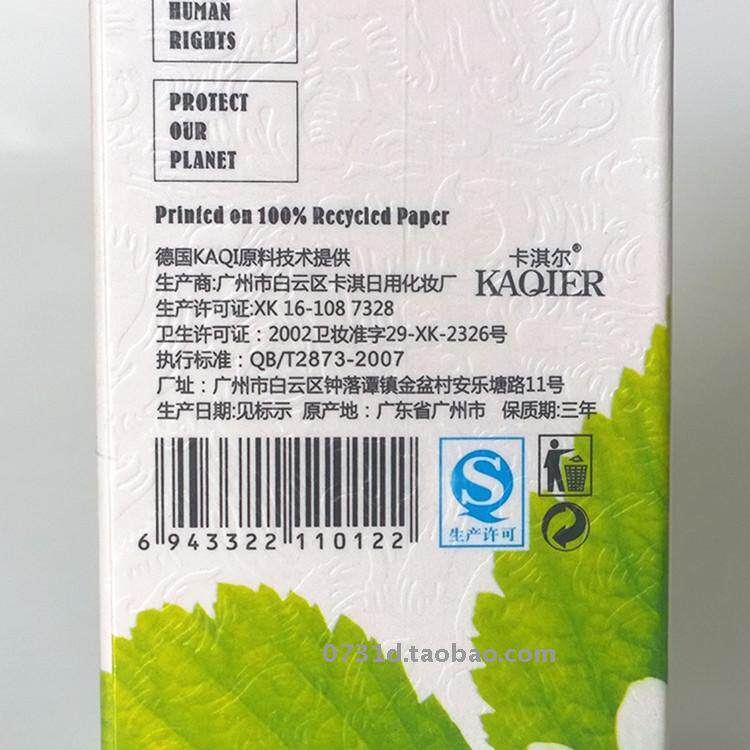 HUMAN
RIGHTS
PROTECT
OUR
PLANET
Printed on 100% Recycled Paper
德国KAQI原料技术提供
生产商:广州市白云区卡淇日用化妆厂
卡淇尔®
KAQIER
生产许可证:XK 16-108 7328
卫生许可证：2002卫妆准字29-XK-2326号
执行标准：QB/T2873-2007
厂址：广州市白云区钟落谭镇金盆村安乐塘路11号
生产日期:见标示 原产地：广东省广州市 保质期:三年
6 943322 110122
生产许可
0731d.taobao.com